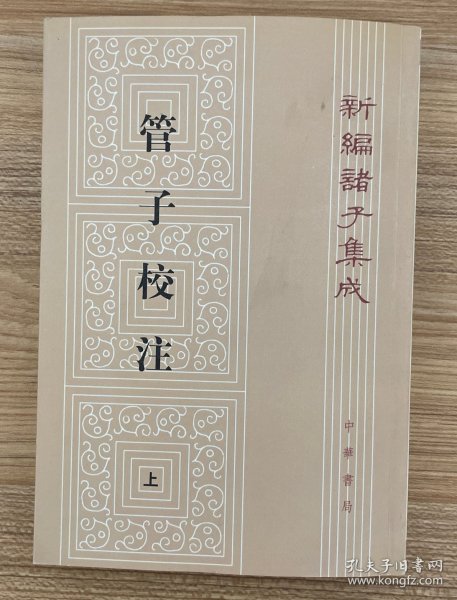 新編諸子集成
管子校注
上
中華書局
孔夫子旧书网
www.kongfz.com